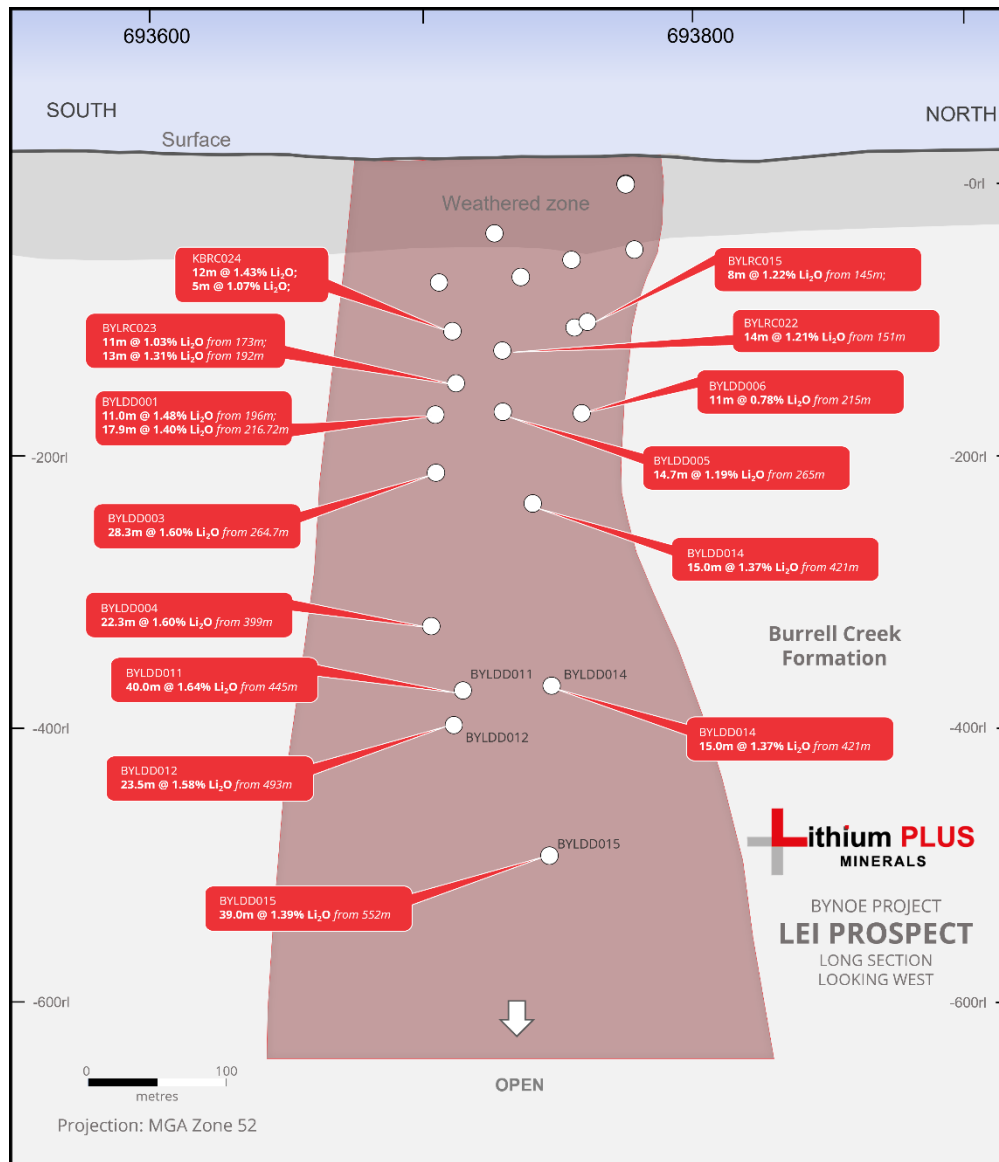 693600
693800
SOUTH
NORTH
Surface
-0rl
Weathered zone
KBRC024
12m @ 1.43% Li₂O;
5m @ 1.07% Li₂O;
BYLRC015
8m @ 1.22% Li₂O from 145m;
BYLRC023
11m @ 1.03% Li₂O from 173m;
13m @ 1.31% Li₂O from 192m
BYLRC022
14m @ 1.21% Li₂O from 151m
BYLDD001
11.0m @ 1.48% Li₂O from 196m;
17.9m @ 1.40% Li₂O from 216.72m
BYLDD006
11m @ 0.78% Li₂O from 215m
-200rl
-200rl
BYLDD005
14.7m @ 1.19% Li₂O from 265m
BYLDD003
28.3m @ 1.60% Li₂O from 264.7m
BYLDD014
15.0m @ 1.37% Li₂O from 421m
BYLDD004
22.3m @ 1.60% Li₂O from 399m
Burrell Creek
Formation
BYLDD011
40.0m @ 1.64% Li₂O from 445m
BYLDD011
BYLDD014
-400rl
-400rl
BYLDD012
BYLDD014
15.0m @ 1.37% Li₂O from 421m
BYLDD012
23.5m @ 1.58% Li₂O from 493m
Lithium PLUS
MINERALS
BYLDD015
BYLDD015
39.0m @ 1.39% Li₂O from 552m
BYNOE PROJECT
LEI PROSPECT
LONG SECTION
LOOKING WEST
-600rl
-600rl
OPEN
0
100
metres
Projection: MGA Zone 52